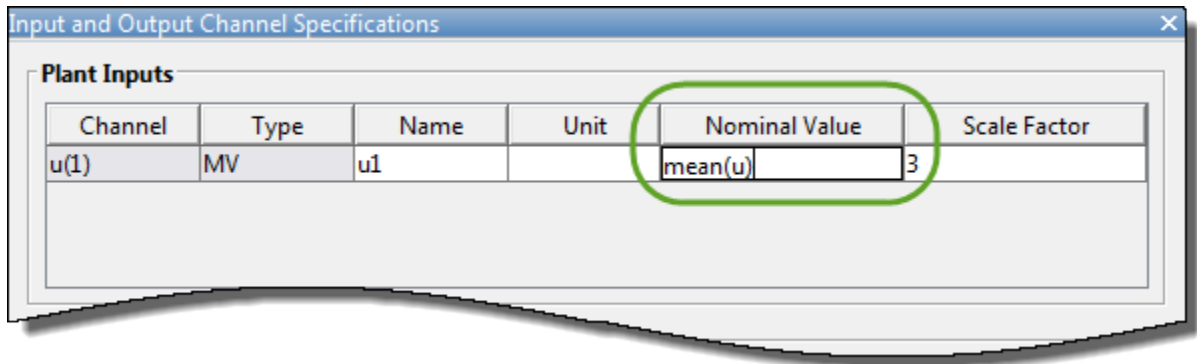 Input and Output Channel Specifications
Plant Inputs
Channel Type Name Unit Nominal Value Scale Factor
u(1) MV u1 mean(u) 3